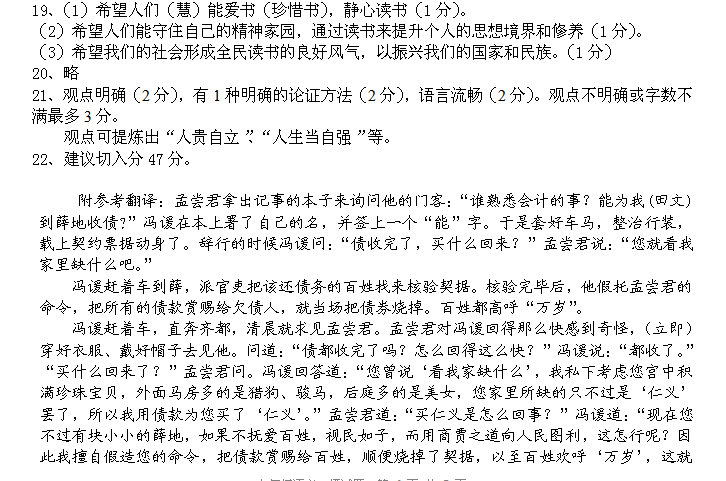 19、（1）希望人们（慧）能爱书（珍惜书），静心读书（1 分）。
（2）希望人们能守住自己的精神家园，通过读书来提升个人的思想境界和修养（1 分）。
（3）希望我们的社会形成全民读书的良好风气，以振兴我们的国家和民族。（1 分）
20、略
21、观点明确（2 分），有 1 种明确的论证方法（2 分），语言流畅（2 分）。观点不明确或字数不
满最多 3 分。
观点可提炼出“人贵自立”、“人生当自强”等。
22、建议切入分 47 分。
附参考翻译：孟尝君拿出记事的本子来询问他的门客：“谁熟悉会计的事？能为我(田文)
到薛地收债?”冯谖在本上署了自己的名，并签上一个“能”字。于是套好车马，整治行装，
载上契约票据动身了。辞行的时候冯谖问：“债收完了，买什么回来？”孟尝君说：“您就看我
家里缺什么吧。”
冯谖赶着车到薛，派官吏把该还债务的百姓找来核验契据。核验完毕后，他假托孟尝君的
命令，把所有的债款赏赐给欠债人，就当场把债券烧掉。百姓都高呼“万岁”。
冯谖赶着车，直奔齐都，清晨就求见孟尝君。孟尝君对冯谖回得那么快感到奇怪，(立即)
穿好衣服、戴好帽子去见他。问道：“债都收完了吗？怎么回得这么快？”冯谖说：“都收了。”
“买什么回来了？”孟尝君问。冯谖回答道：“您曾说‘看我家缺什么’，我私下考虑您宫中积
满珍珠宝贝，外面马房多的是猎狗、骏马，后庭多的是美女，您家里所缺的只不过是‘仁义’
罢了，所以我用债款为您买了‘仁义’。”孟尝君道：“买仁义是怎么回事？”冯谖道：“现在您
不过有块小小的薛地，如果不抚爱百姓，视民如子，而用商贾之道向人民图利，这怎行呢？因
此我擅自假造您的命令，把债款赏赐给百姓，顺便烧掉了契据，以至百姓欢呼‘万岁’，这就